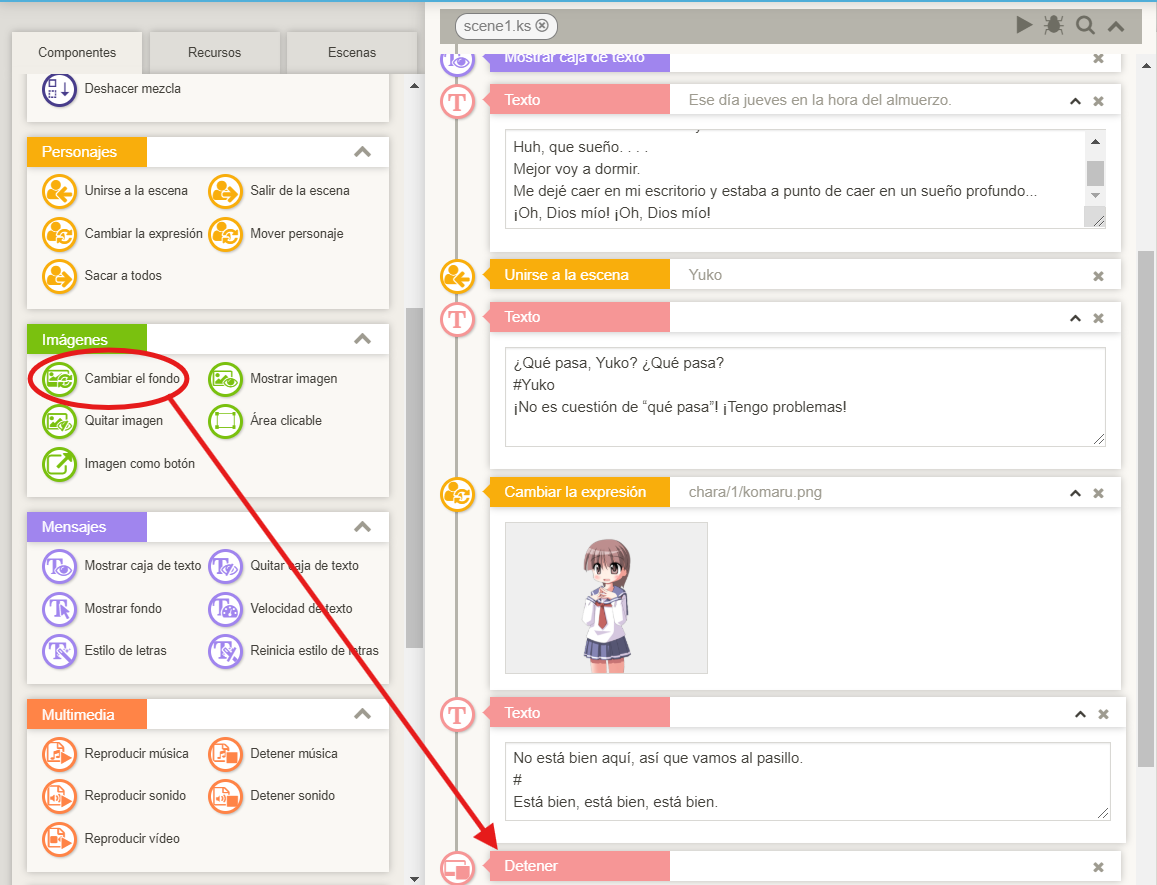 scene1.ks
Componentes
Recursos
Escenas
Deshacer mezcla
Personajes
Unirse a la escena
Salir de la escena
Cambiar la expresión
Mover personaje
Sacar a todos
Imágenes
Cambiar el fondo
Mostrar imagen
Quitar imagen
Área clicable
Imagen como botón
Mensajes
Mostrar caja de texto
Quitar caja de texto
Mostrar fondo
Velocidad de texto
Estilo de letras
Reinicia estilo de letras
Multimedia
Reproducir música
Detener música
Reproducir sonido
Detener sonido
Reproducir vídeo
Mostrar caja de texto
Texto
Ese día jueves en la hora del almuerzo.
Huh, que sueño. . . .
Mejor voy a dormir.
Me dejé caer en mi escritorio y estaba a punto de caer en un sueño profundo...
¡Oh, Dios mío! ¡Oh, Dios mío!
Unirse a la escena
Yuko
Texto
¿Qué pasa, Yuko? ¿Qué pasa?
#Yuko
¡No es cuestión de “qué pasa”! ¡Tengo problemas!
Cambiar la expresión
chara/1/komaru.png
Texto
No está bien aquí, así que vamos al pasillo.
#
Está bien, está bien, está bien.
Detener